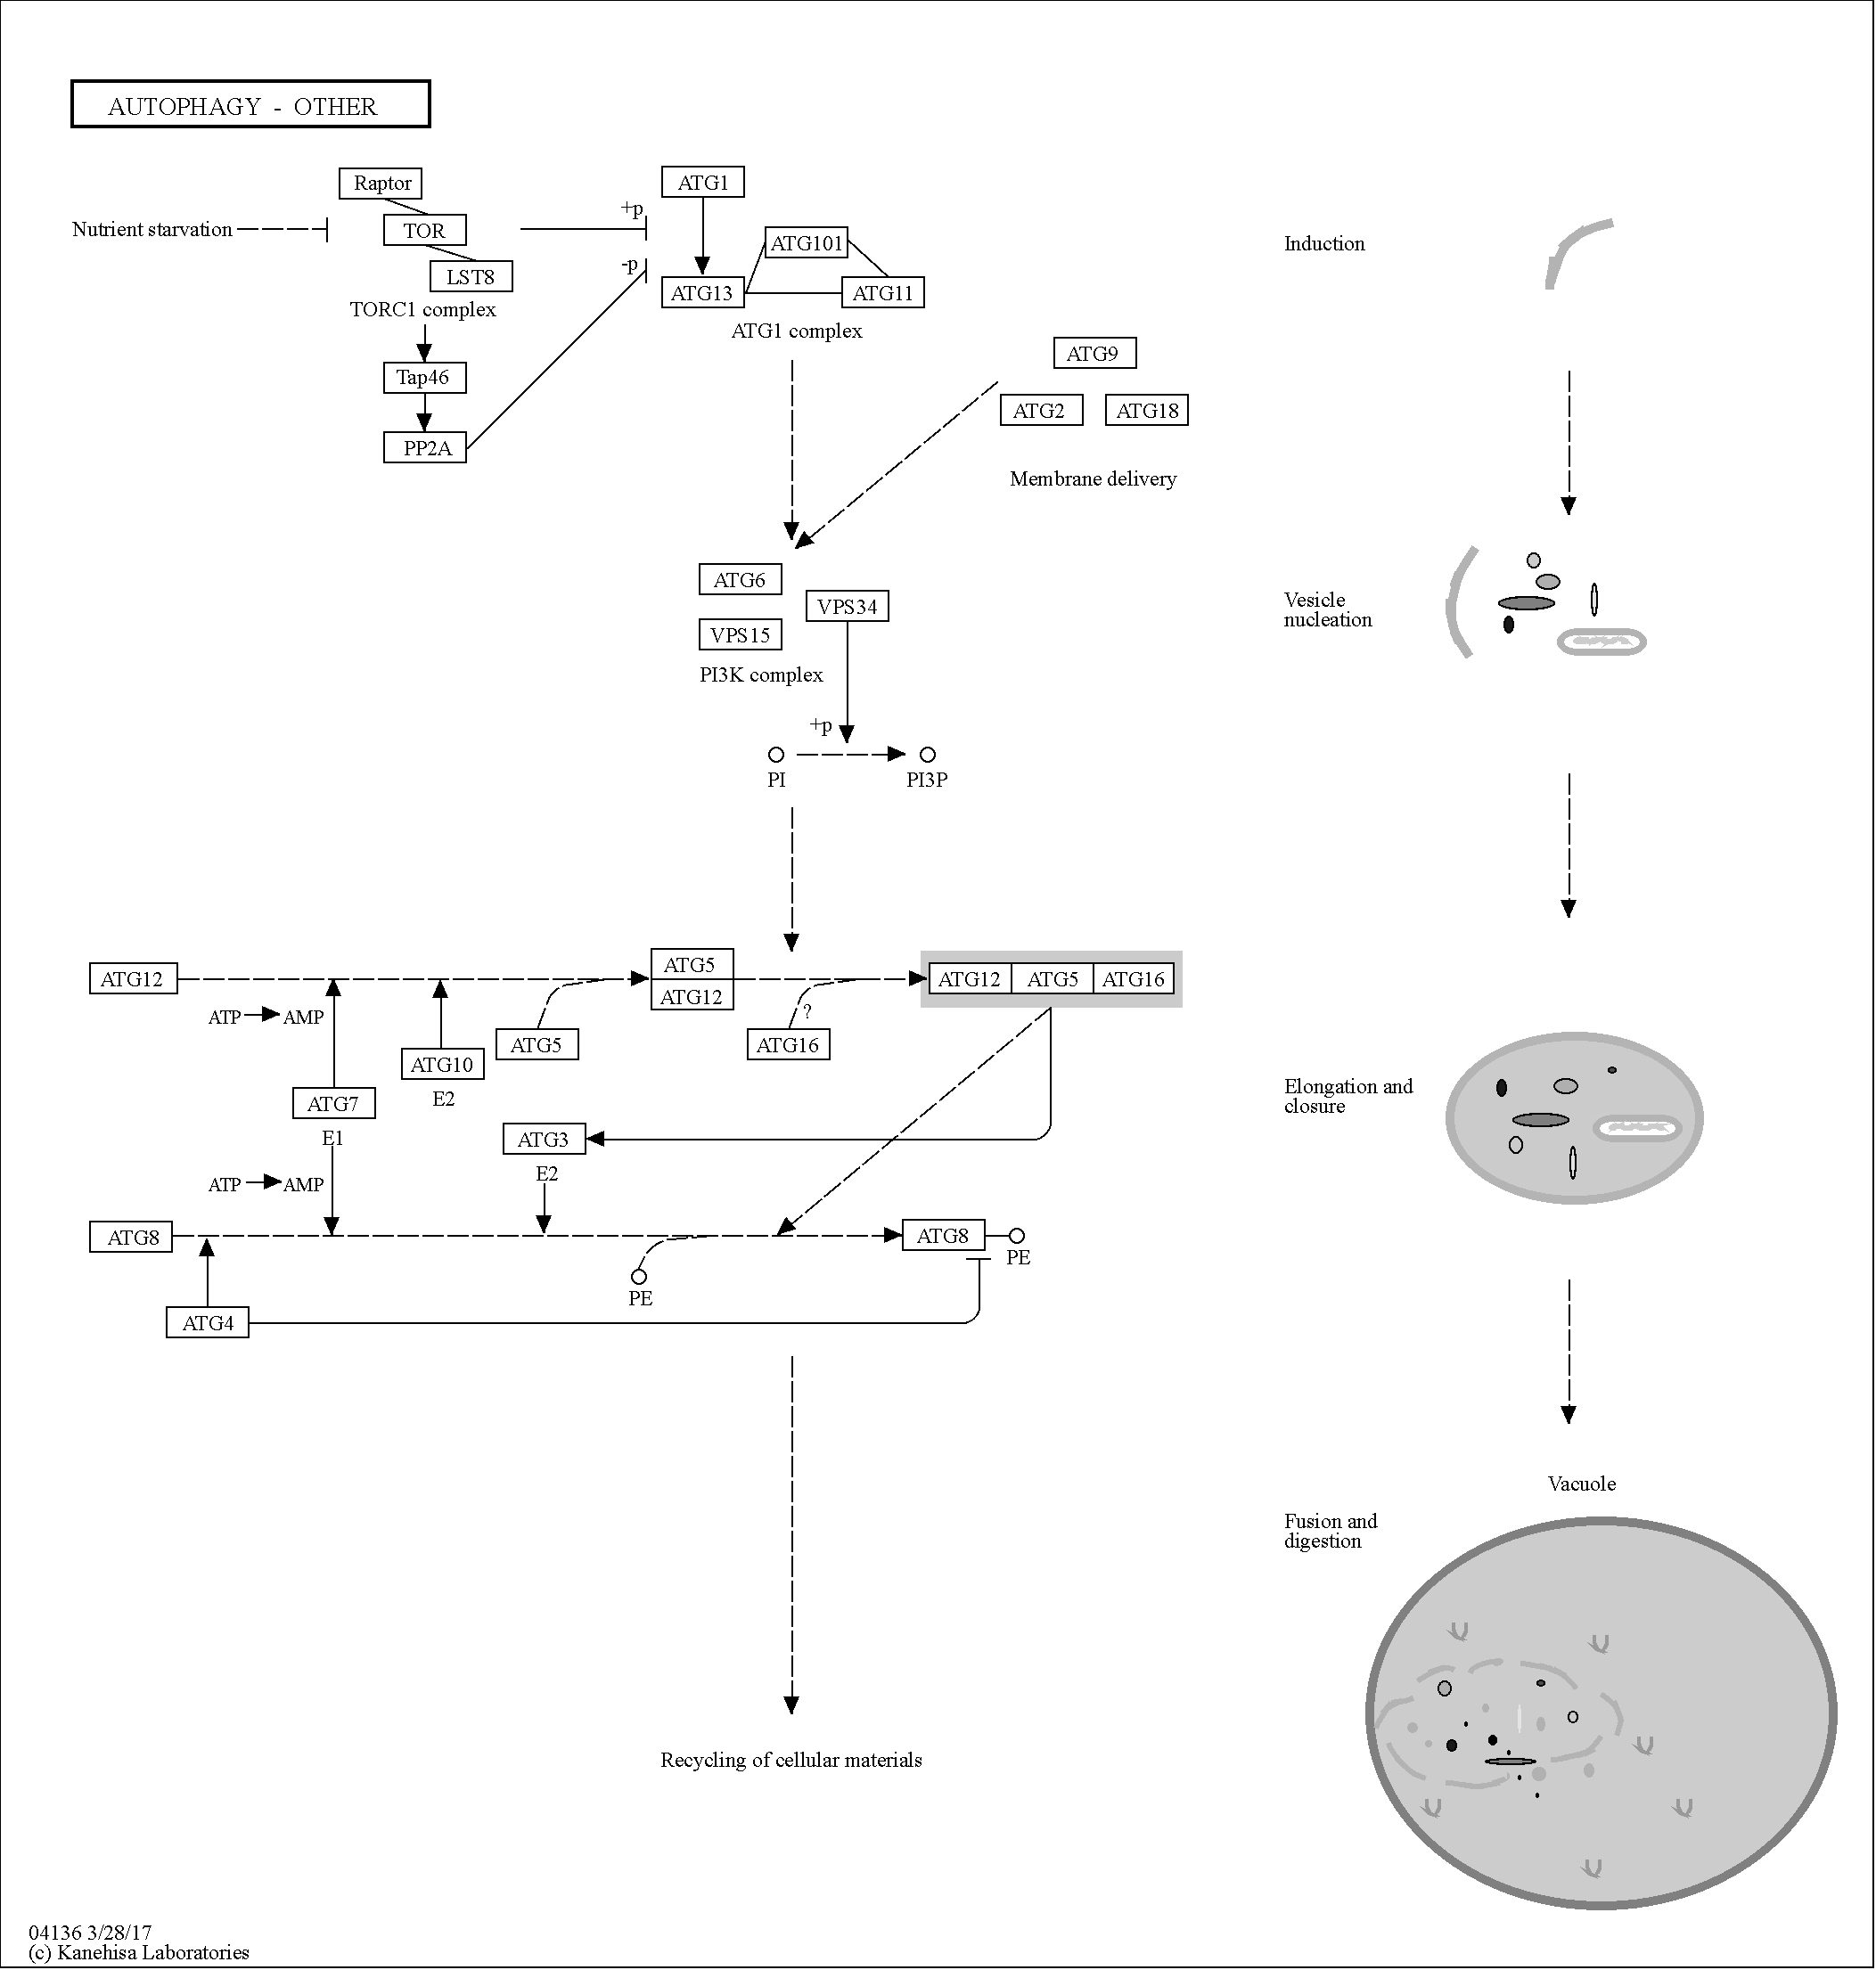 AUTOPHAGY - OTHER
Raptor
ATG1
Nutrient starvation
TOR
+p
ATG101
Induction
LST8
-p
ATG13
ATG11
TORC1 complex
ATG1 complex
ATG9
Tap46
ATG2
ATG18
PP2A
Membrane delivery
ATG6
VPS34
VPS15
Vesicle
nucleation
PI3K complex
+p
PI
PI3P
ATG12
ATG5
ATG12
ATG12
ATG5
ATG16
ATP
AMP
ATG5
?
ATG16
ATG10
E2
ATG7
E1
Elongation and
closure
ATG3
E2
ATP
AMP
ATG8
ATG8
PE
PE
ATG4
Vacuole
Fusion and
digestion
Recycling of cellular materials
04136 3/28/17
(c) Kanehisa Laboratories